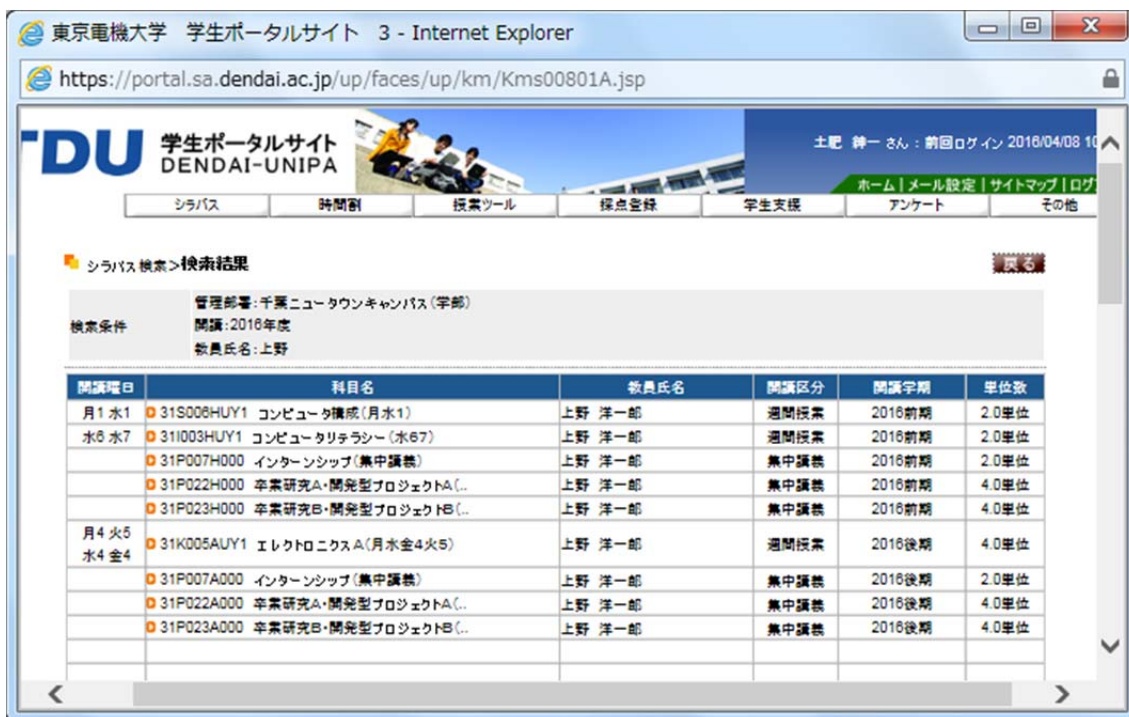 東京電機大学 学生ポータルサイト 3 - Internet Explorer
https://portal.sa.dendai.ac.jp/up/faces/up/km/Kms00801A.jsp
TDU 学生ポータルサイト
DENDAI-UNIPA
土肥 紳一 さん : 前回ログイン 2016/04/08 10
ホーム | メール設定 | サイトマップ | ログ
シラバス 時間割 授業ツール 採点登録 学生支援 アンケート その他
シラバス検索>検索結果 戻る
検索条件
管理部署:千葉ニュータウンキャンパス(学部)
開講:2016年度
教員氏名:上野
開講曜日 科目名 教員氏名 開講区分 開講学期 単位数
月1 水1 31S006HUY1 コンピュータ構成(月水1) 上野 洋一郎 週間授業 2016前期 2.0単位
水6 水7 31I003HUY1 コンピュータリテラシー(水67) 上野 洋一郎 週間授業 2016前期 2.0単位
31P007H000 インターンシップ(集中講義) 上野 洋一郎 集中講義 2016前期 2.0単位
31P022H000 卒業研究A・開発型プロジェクトA(.. 上野 洋一郎 集中講義 2016前期 4.0単位
31P023H000 卒業研究B・開発型プロジェクトB(.. 上野 洋一郎 集中講義 2016前期 4.0単位
月4 火5
水4 金4 31K005AUY1 エレクトロニクスA(月水金4火5) 上野 洋一郎 週間授業 2016後期 4.0単位
31P007A000 インターンシップ(集中講義) 上野 洋一郎 集中講義 2016後期 2.0単位
31P022A000 卒業研究A・開発型プロジェクトA(.. 上野 洋一郎 集中講義 2016後期 4.0単位
31P023A000 卒業研究B・開発型プロジェクトB(.. 上野 洋一郎 集中講義 2016後期 4.0単位